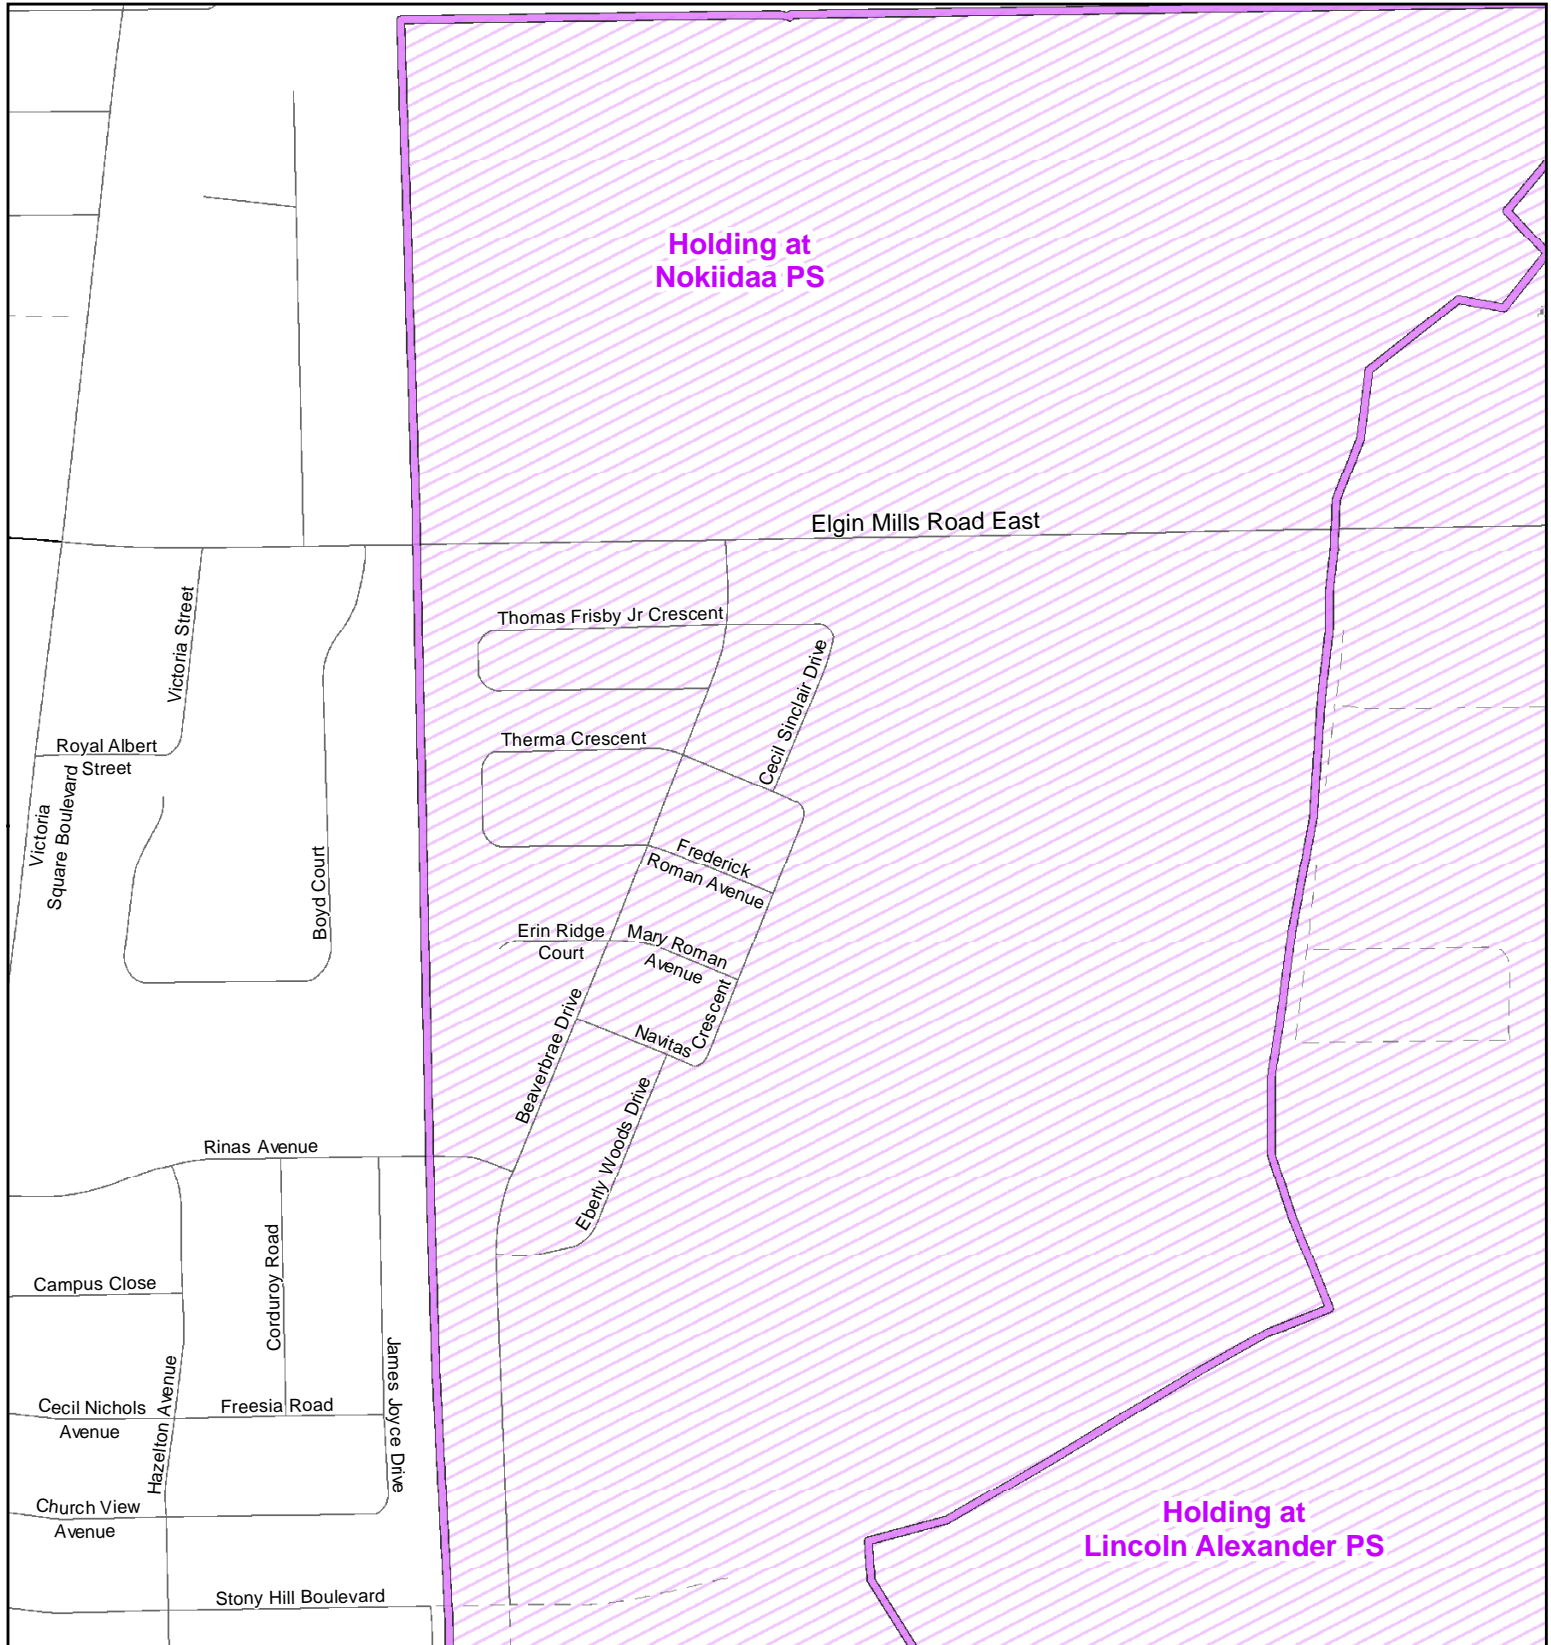 Holding at
Nokiidaa PS
Elgin Mills Road East
Thomas Frisby Jr Crescent
Victoria Street
Cecil Sinclair Drive
Therma Crescent
Royal Albert
Street
Victoria
Square Boulevard
Boyd Court
Frederick
Roman Avenue
Erin Ridge
Court
Mary Roman
Avenue
Beaverbrae Drive
Navitas
Crescent
Eberly Woods Drive
Rinas Avenue
Corduroy Road
Campus Close
James Joyce Drive
Hazelton Avenue
Cecil Nichols
Avenue
Freesia Road
Church View
Avenue
Holding at
Lincoln Alexander PS
Stony Hill Boulevard